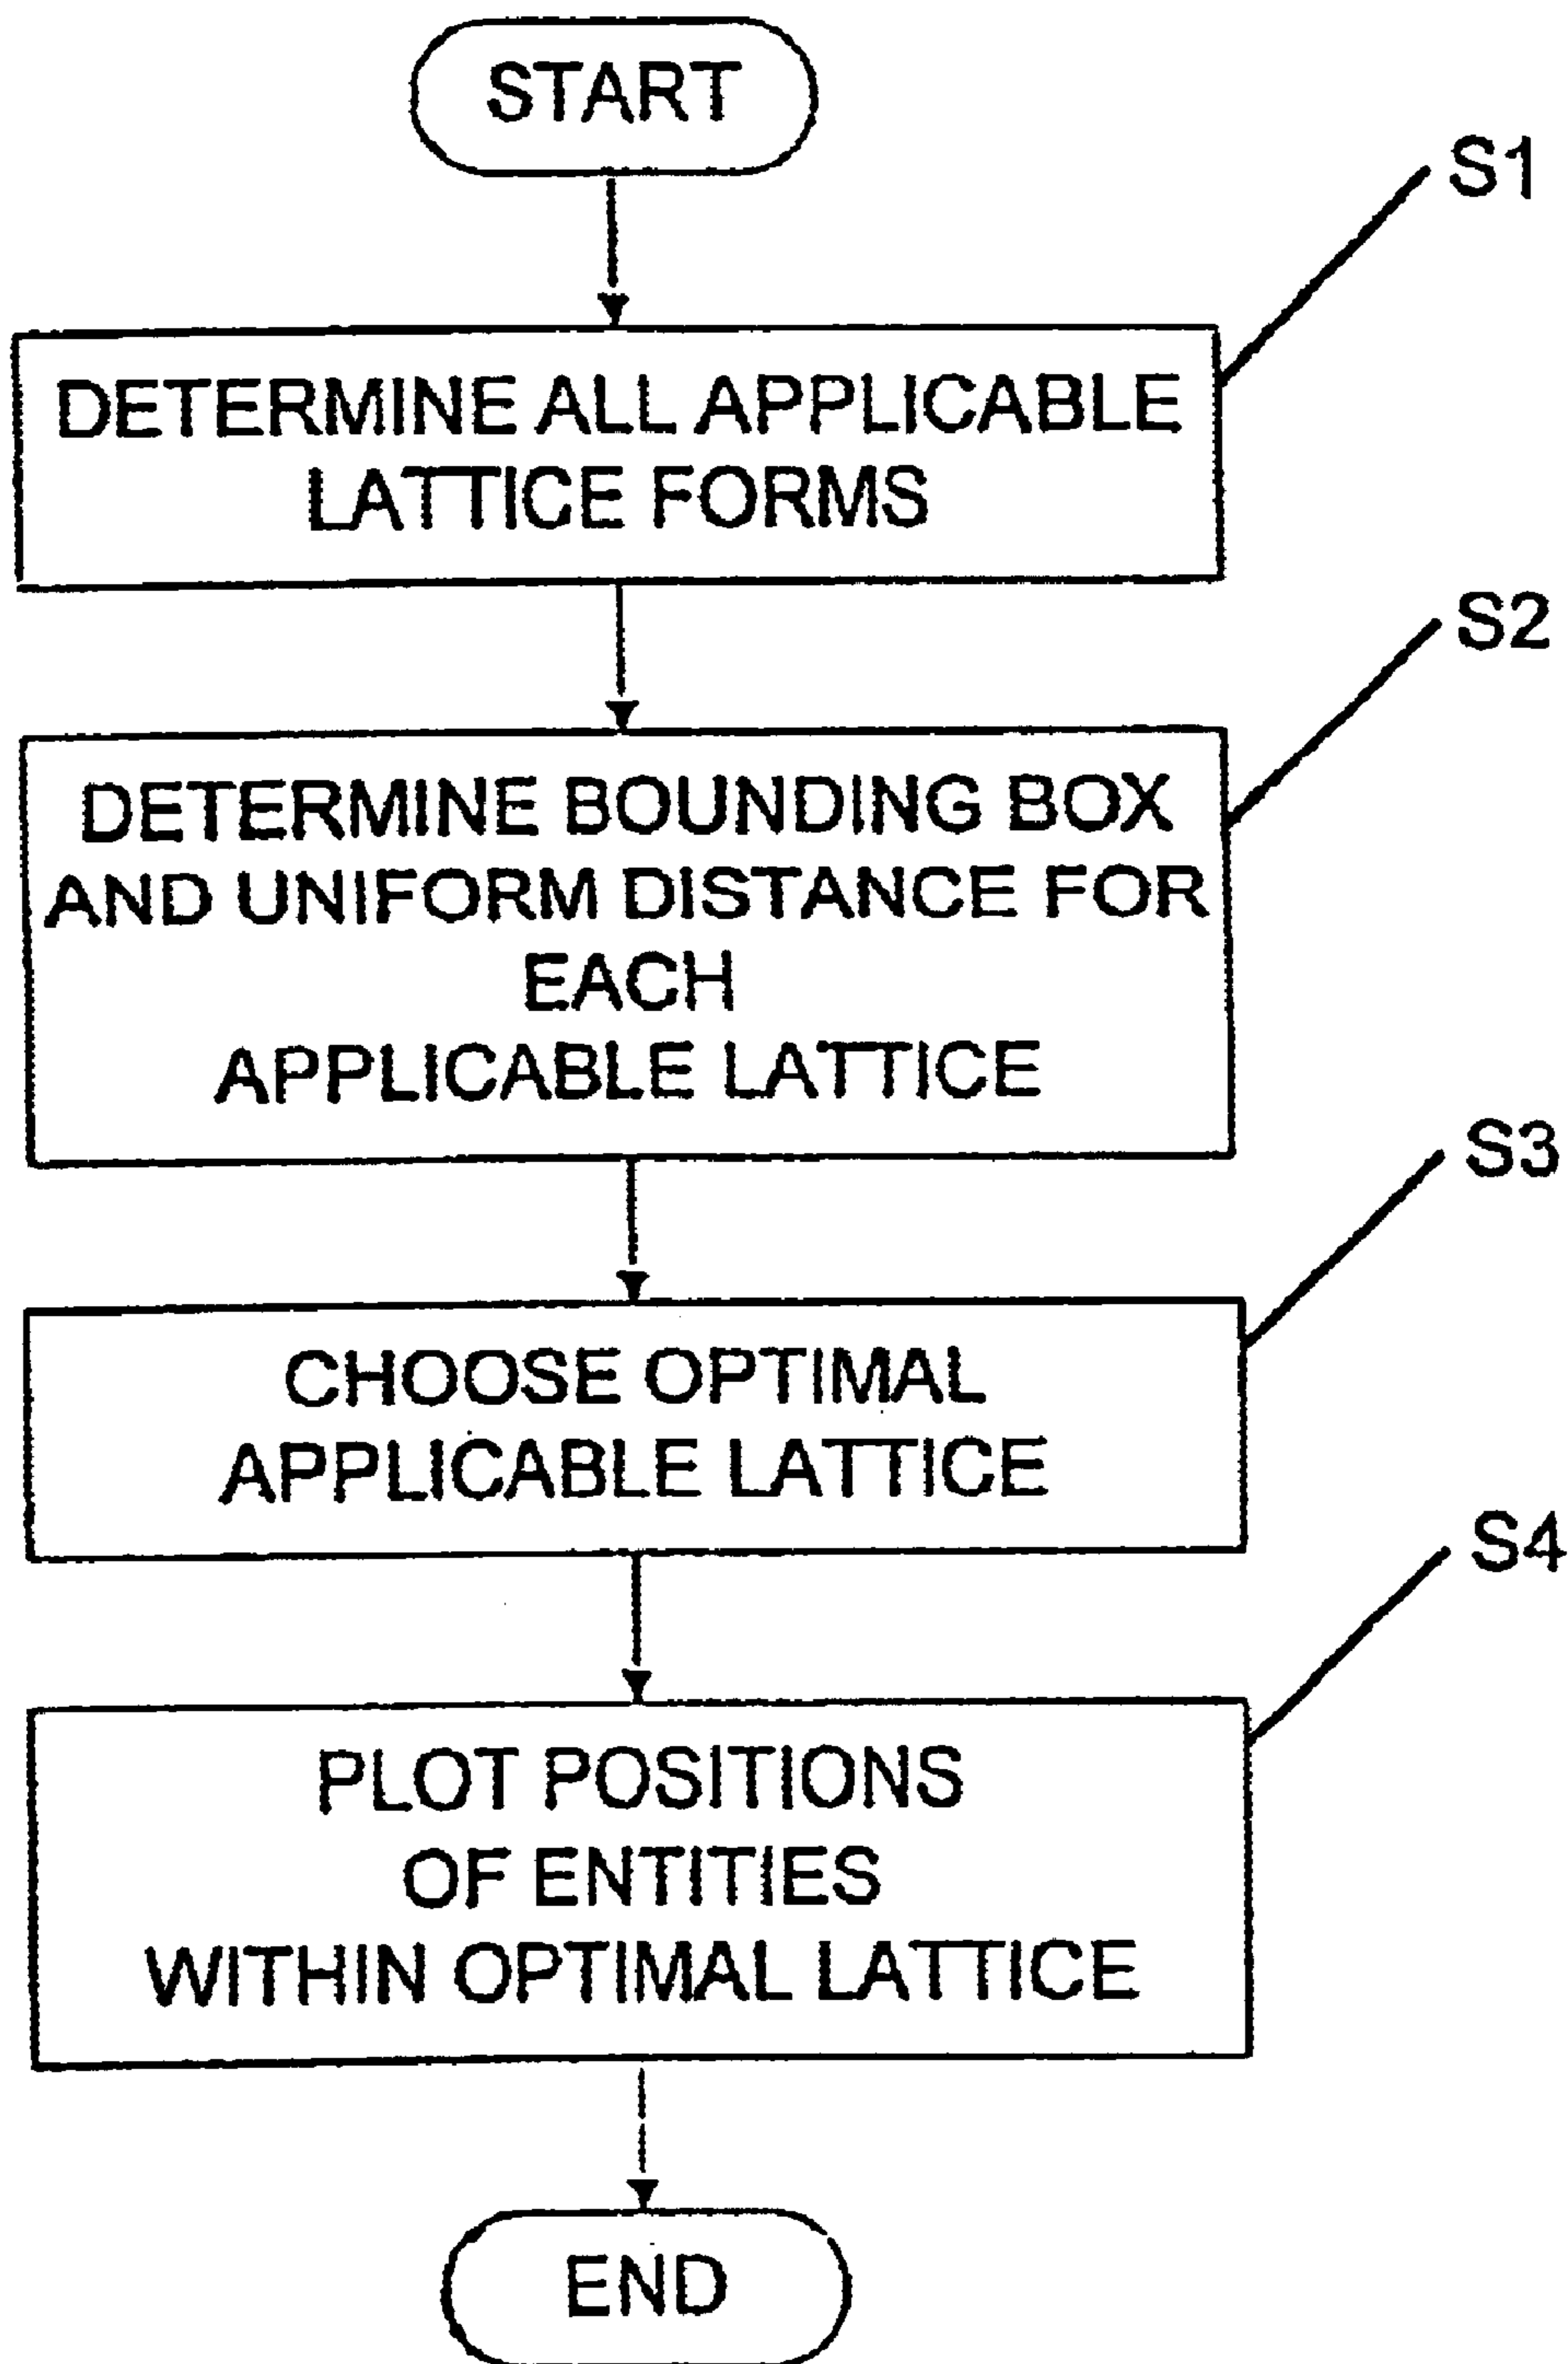 START
S1
DETERMINE ALL APPLICABLE
LATTICE FORMS
S2
DETERMINE BOUNDING BOX
AND UNIFORM DISTANCE FOR
EACH
APPLICABLE LATTICE
S3
CHOOSE OPTIMAL
APPLICABLE LATTICE
S4
PLOT POSITIONS
OF ENTITIES
WITHIN OPTIMAL LATTICE
END